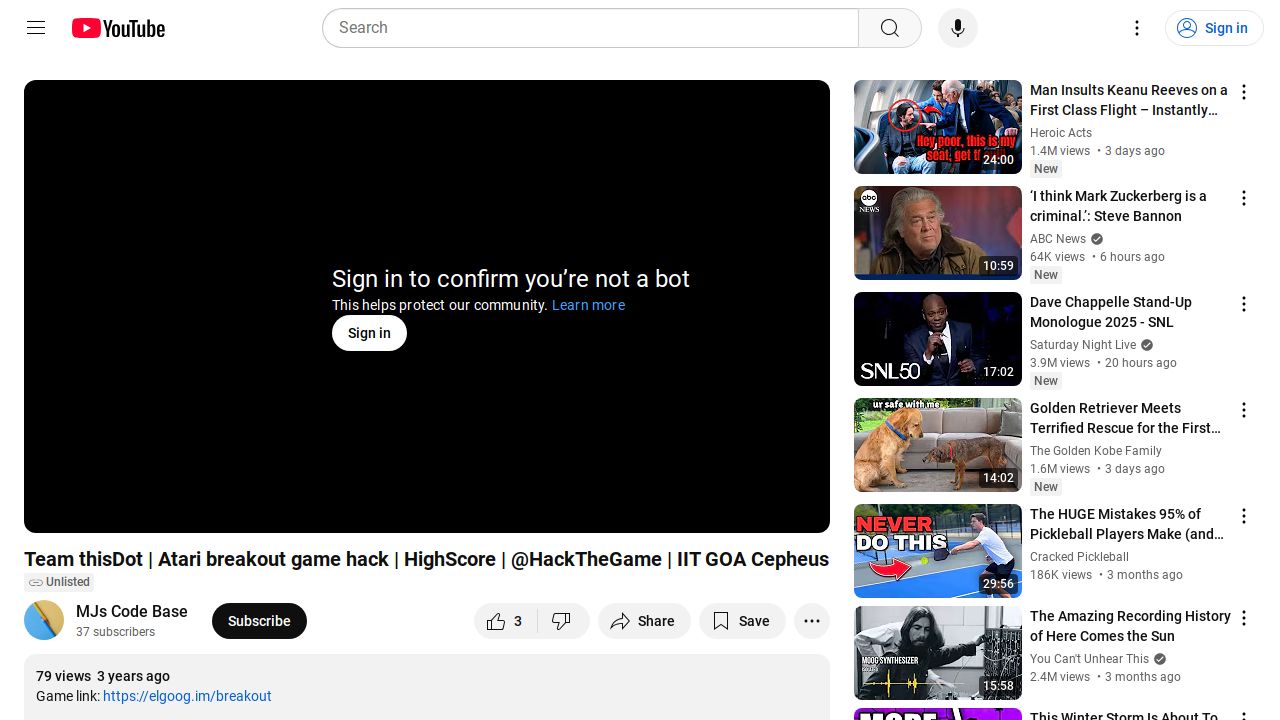 YouTube
Search
Sign in
Sign in to confirm you’re not a bot
This helps protect our community. Learn more
Sign in
Team thisDot | Atari breakout game hack | HighScore | @HackTheGame | IIT GOA Cepheus
Unlisted
MJs Code Base
37 subscribers
Subscribe
3
Share
Save
79 views 3 years ago
Game link: https://elgoog.im/breakout
Hey poor, this is my
seat, get
24:00
Man Insults Keanu Reeves on a
First Class Flight – Instantly…
Heroic Acts
1.4M views • 3 days ago
New
abc
NEWS
10:59
‘I think Mark Zuckerberg is a
criminal.’: Steve Bannon
ABC News
64K views • 6 hours ago
New
SNL50
17:02
Dave Chappelle Stand-Up
Monologue 2025 - SNL
Saturday Night Live
3.9M views • 20 hours ago
New
ur safe with me
14:02
Golden Retriever Meets
Terrified Rescue for the First…
The Golden Kobe Family
1.6M views • 3 days ago
New
NEVER
DO THIS
29:56
The HUGE Mistakes 95% of
Pickleball Players Make (and…
Cracked Pickleball
186K views • 3 months ago
MOOG SYNTHESIZER
15:58
The Amazing Recording History
of Here Comes the Sun
You Can't Unhear This
2.4M views • 3 months ago
MORE
This Winter Storm Is About To